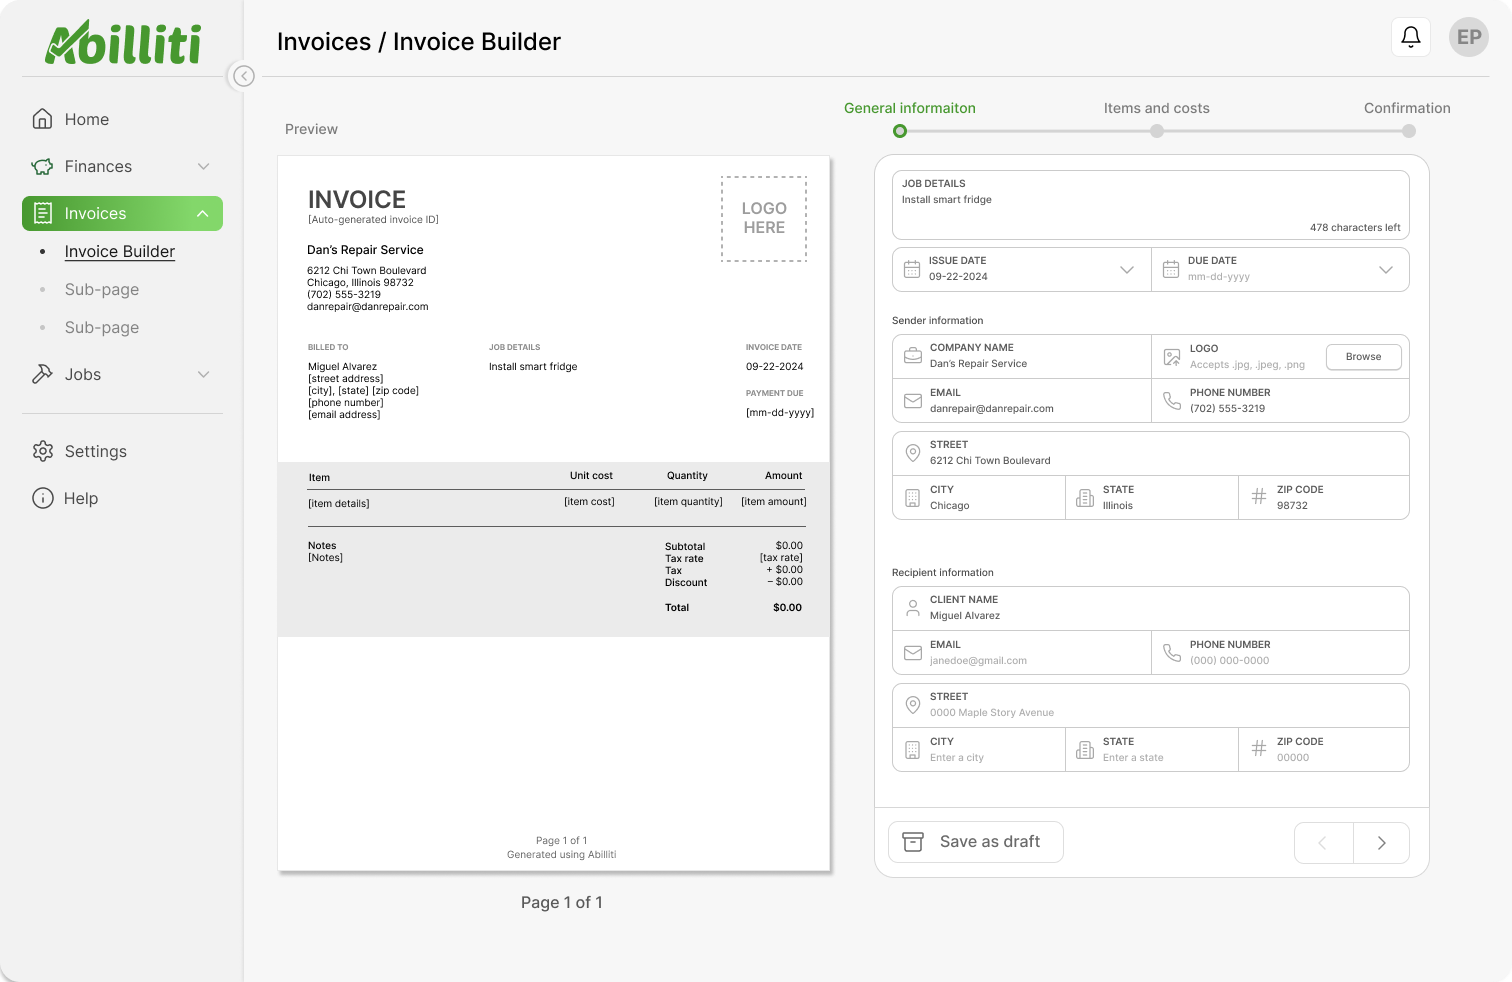 Abilliti
Invoices / Invoice Builder
EP
Home
Finances
Invoices
Invoice Builder
Sub-page
Sub-page
Jobs
Settings
Help
Preview
INVOICE
[Auto-generated invoice ID]
LOGO
HERE
Dan's Repair Service
6212 Chi Town Boulevard
Chicago, Illinois 98732
(702) 555-3219
danrepair@danrepair.com
BILLED TO
Miguel Alvarez
[street address]
[city], [state] [zip code]
[phone number]
[email address]
JOB DETAILS
Install smart fridge
INVOICE DATE
09-22-2024
PAYMENT DUE
[mm-dd-yyyy]
Item Unit cost Quantity Amount
[item details] [item cost] [item quantity] [item amount]
Notes
[Notes]
Subtotal $0.00
Tax rate [tax rate]
Tax + $0.00
Discount – $0.00
Total $0.00
Page 1 of 1
Generated using Abilliti
Page 1 of 1
General informaiton Items and costs Confirmation
JOB DETAILS
Install smart fridge
478 characters left
ISSUE DATE
09-22-2024
DUE DATE
mm-dd-yyyy
Sender information
COMPANY NAME
Dan's Repair Service
LOGO
Accepts .jpg, .jpeg, .png
Browse
EMAIL
danrepair@danrepair.com
PHONE NUMBER
(702) 555-3219
STREET
6212 Chi Town Boulevard
CITY
Chicago
STATE
Illinois
ZIP CODE
98732
Recipient information
CLIENT NAME
Miguel Alvarez
EMAIL
janedoe@gmail.com
PHONE NUMBER
(000) 000-0000
STREET
0000 Maple Story Avenue
CITY
Enter a city
STATE
Enter a state
ZIP CODE
00000
Save as draft